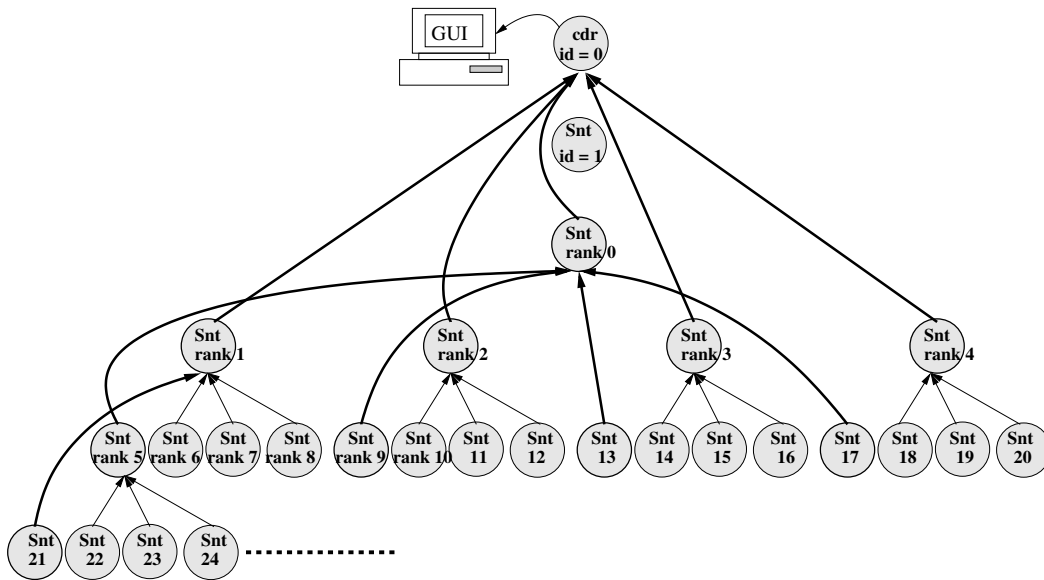 GUI
cdr
id = 0
Snt
id = 1
Snt
rank 0
Snt
rank 1
Snt
rank 2
Snt
rank 3
Snt
rank 4
Snt
rank 5
Snt
rank 6
Snt
rank 7
Snt
rank 8
Snt
rank 9
Snt
rank 10
Snt
11
Snt
12
Snt
13
Snt
14
Snt
15
Snt
16
Snt
17
Snt
18
Snt
19
Snt
20
Snt
21
Snt
22
Snt
23
Snt
24